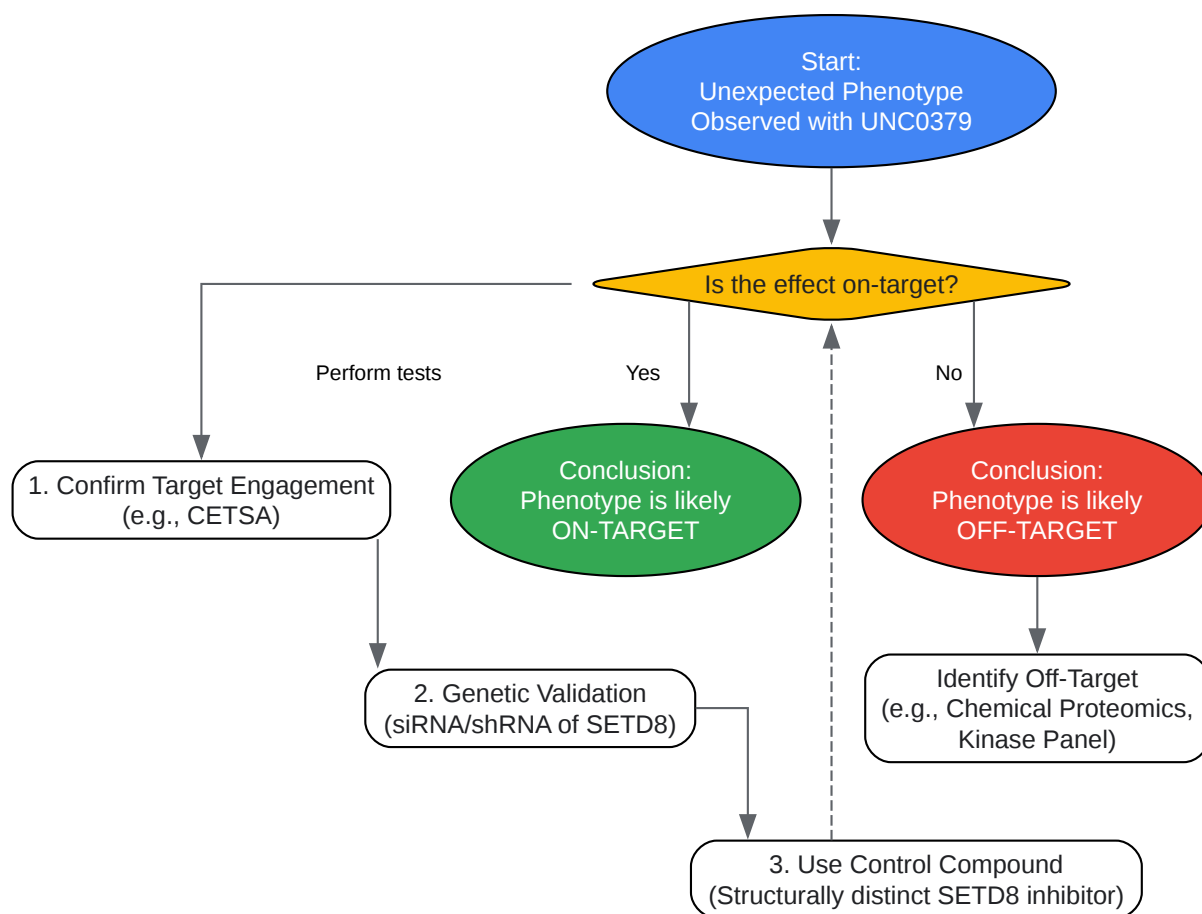 Start:
Unexpected Phenotype
Observed with UNC0379
Is the effect on-target?
Perform tests
Yes
No
1. Confirm Target Engagement
(e.g., CETSA)
Conclusion:
Phenotype is likely
ON-TARGET
Conclusion:
Phenotype is likely
OFF-TARGET
2. Genetic Validation
(siRNA/shRNA of SETD8)
Identify Off-Target
(e.g., Chemical Proteomics,
Kinase Panel)
3. Use Control Compound
(Structurally distinct SETD8 inhibitor)